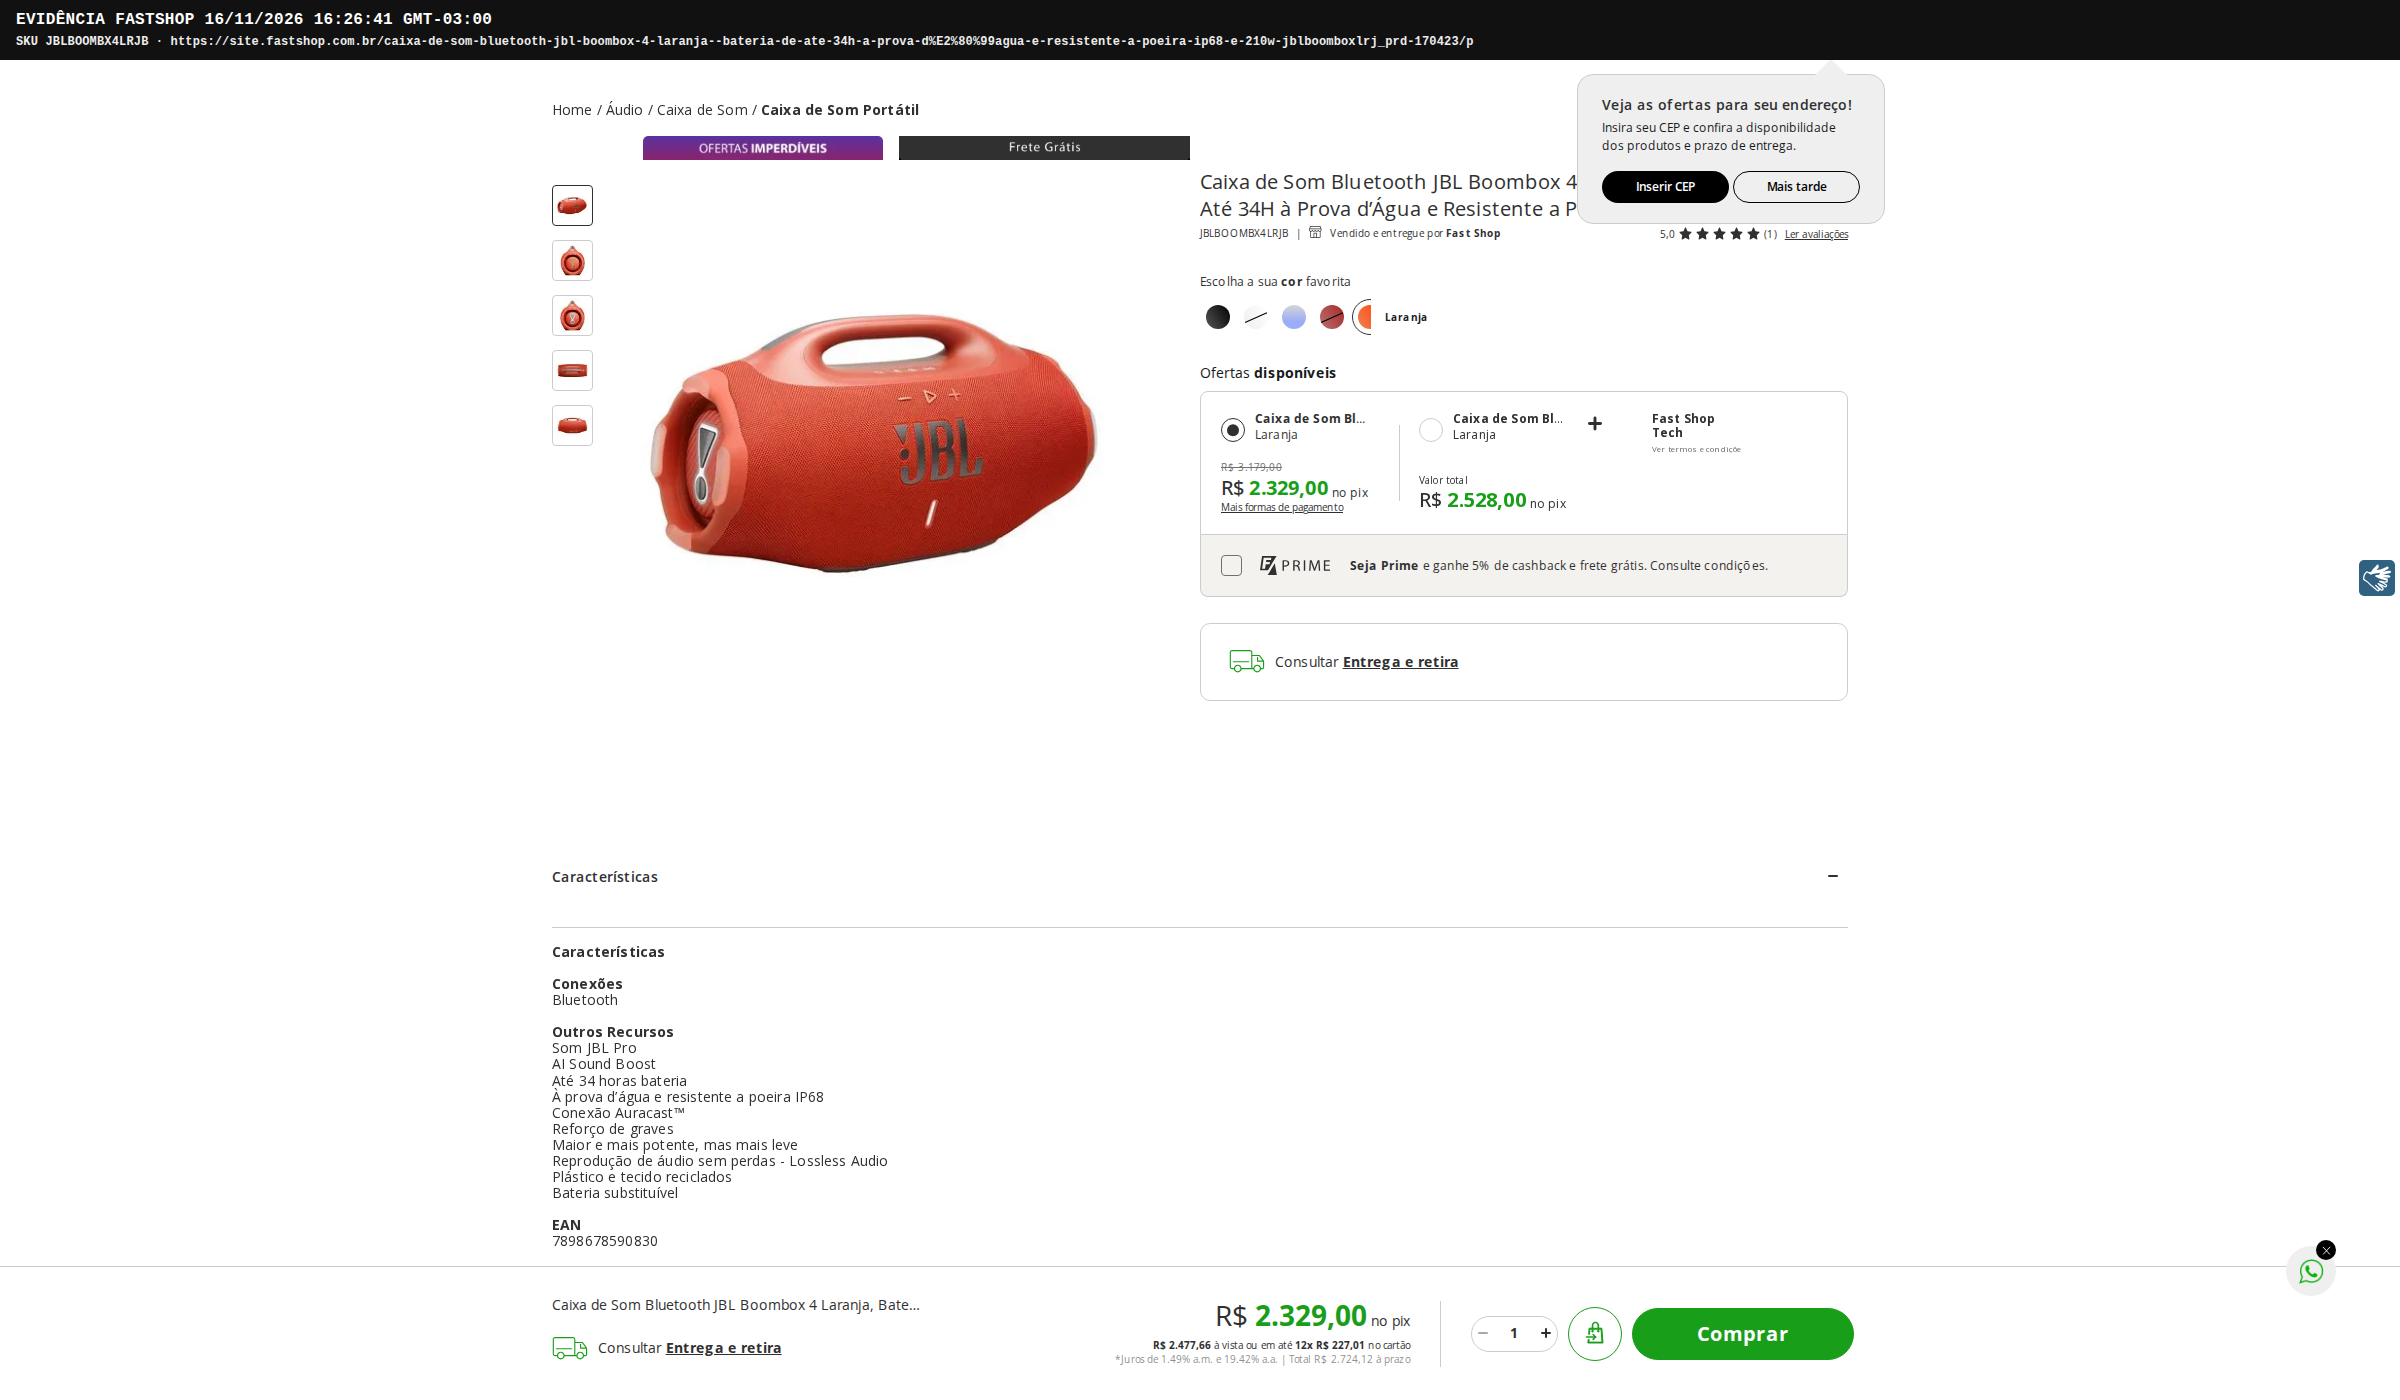 EVIDÊNCIA FASTSHOP 16/11/2026 16:26:41 GMT-03:00
SKU JBLBOOMBX4LRJB · https://site.fastshop.com.br/caixa-de-som-bluetooth-jbl-boombox-4-laranja--bateria-de-ate-34h-a-prova-d%E2%80%99agua-e-resistente-a-poeira-ip68-e-210w-jblboomboxlrj_prd-170423/p
Home / Áudio / Caixa de Som / Caixa de Som Portátil
Veja as ofertas para seu endereço!
Insira seu CEP e confira a disponibilidade
dos produtos e prazo de entrega.
Inserir CEP
Mais tarde
OFERTAS IMPERDÍVEIS
Frete Grátis
Caixa de Som Bluetooth JBL Boombox 4
Até 34H à Prova d’Água e Resistente a P
JBLBOOMBX4LRJB | Vendido e entregue por Fast Shop
5,0 (1) Ler avaliações
Escolha a sua cor favorita
Laranja
JBL
Ofertas disponíveis
Caixa de Som Bl...
Laranja
R$ 3.179,00
R$ 2.329,00 no pix
Mais formas de pagamento
Caixa de Som Bl...
Laranja
Valor total
R$ 2.528,00 no pix
+
Fast Shop
Tech
Ver termos e condiçõe
PRIME
Seja Prime e ganhe 5% de cashback e frete grátis. Consulte condições.
Consultar Entrega e retira
Características
Características
Conexões
Bluetooth
Outros Recursos
Som JBL Pro
AI Sound Boost
Até 34 horas bateria
À prova d’água e resistente a poeira IP68
Conexão Auracast™
Reforço de graves
Maior e mais potente, mas mais leve
Reprodução de áudio sem perdas - Lossless Audio
Plástico e tecido reciclados
Bateria substituível
EAN
7898678590830
Caixa de Som Bluetooth JBL Boombox 4 Laranja, Bate...
Consultar Entrega e retira
R$ 2.329,00 no pix
R$ 2.477,66 à vista ou em até 12x R$ 227,01 no cartão
*Juros de 1.49% a.m. e 19.42% a.a. | Total R$ 2.724,12 à prazo
− 1 +
Comprar